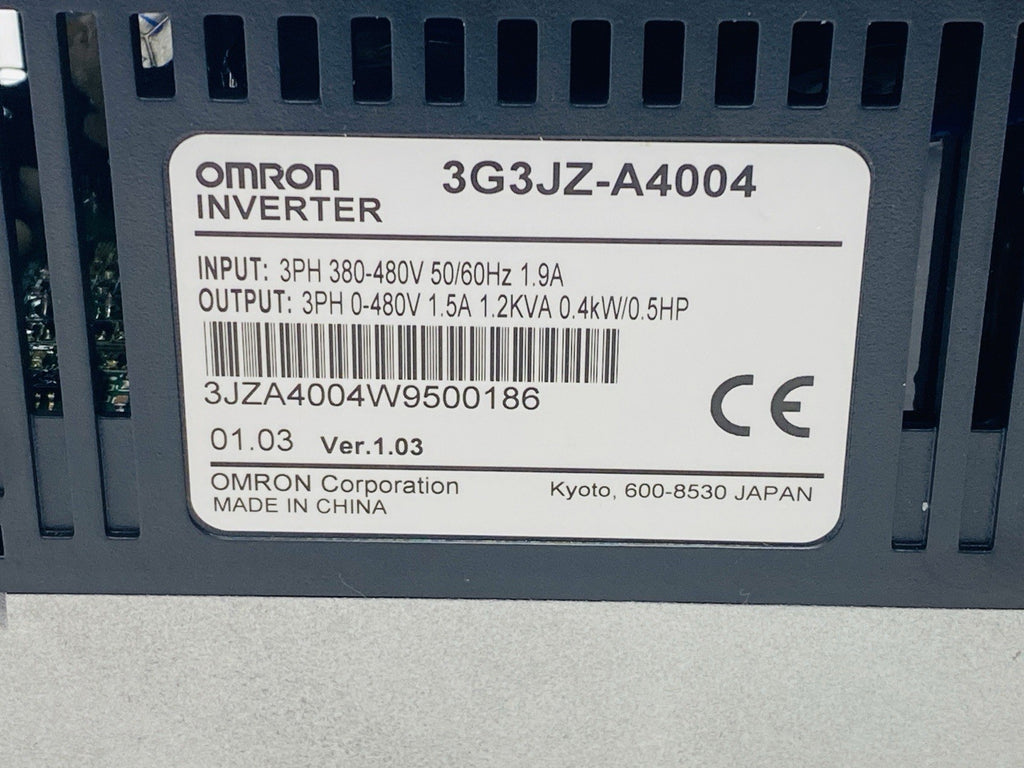 OMRON 3G3JZ-A4004
INVERTER
INPUT: 3PH 380-480V 50/60Hz 1.9A
OUTPUT: 3PH 0-480V 1.5A 1.2KVA 0.4kW/0.5HP
3JZA4004W9500186
CE
01.03 Ver.1.03
OMRON Corporation Kyoto, 600-8530 JAPAN
MADE IN CHINA